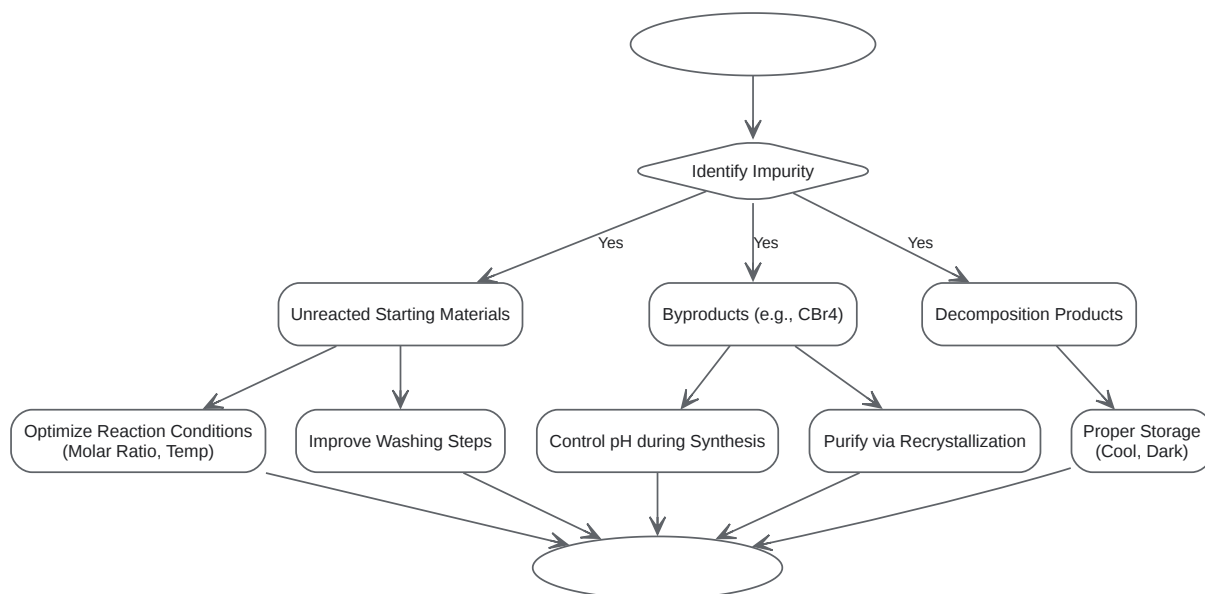 Identify Impurity
Yes
Yes
Yes
Unreacted Starting Materials
Byproducts (e.g., CBr4)
Decomposition Products
Optimize Reaction Conditions
(Molar Ratio, Temp)
Improve Washing Steps
Control pH during Synthesis
Purify via Recrystallization
Proper Storage
(Cool, Dark)